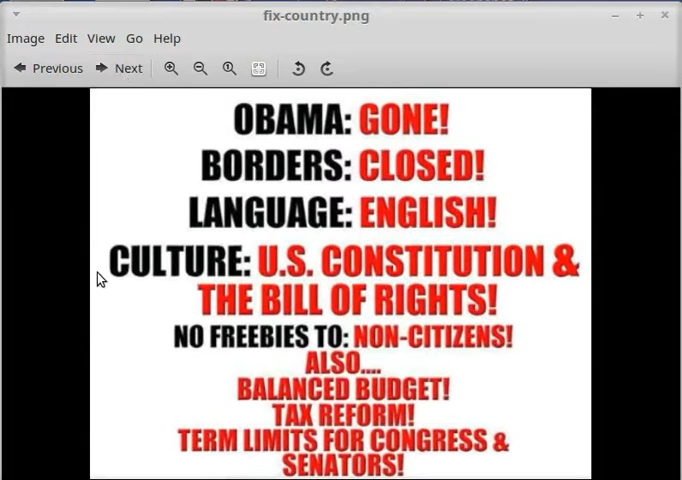 fix-country.png
Image Edit View Go Help
Previous Next
OBAMA: GONE!
BORDERS: CLOSED!
LANGUAGE: ENGLISH!
CULTURE: U.S. CONSTITUTION &
THE BILL OF RIGHTS!
NO FREEBIES TO: NON-CITIZENS!
ALSO....
BALANCED BUDGET!
TAX REFORM!
TERM LIMITS FOR CONGRESS &
SENATORS!